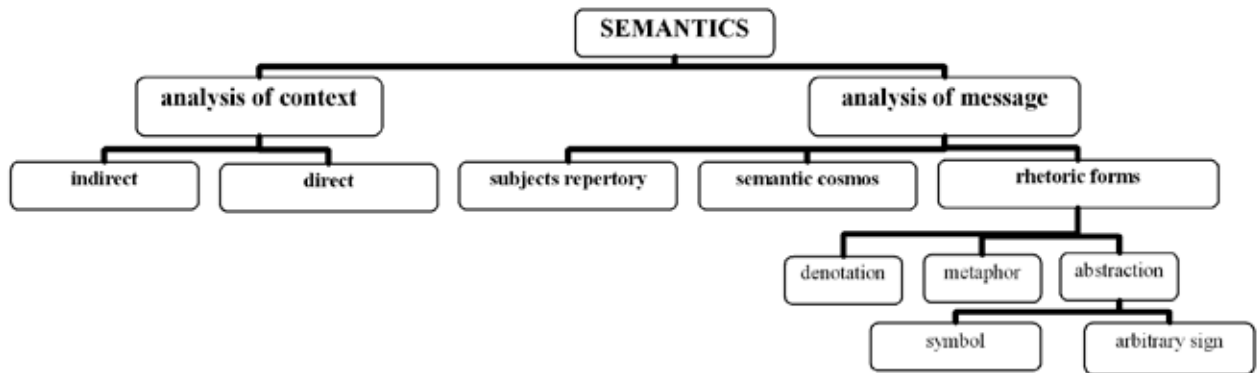 SEMANTICS
analysis of context
analysis of message
indirect
direct
subjects repertory
semantic cosmos
rhetoric forms
denotation
metaphor
abstraction
symbol
arbitrary sign